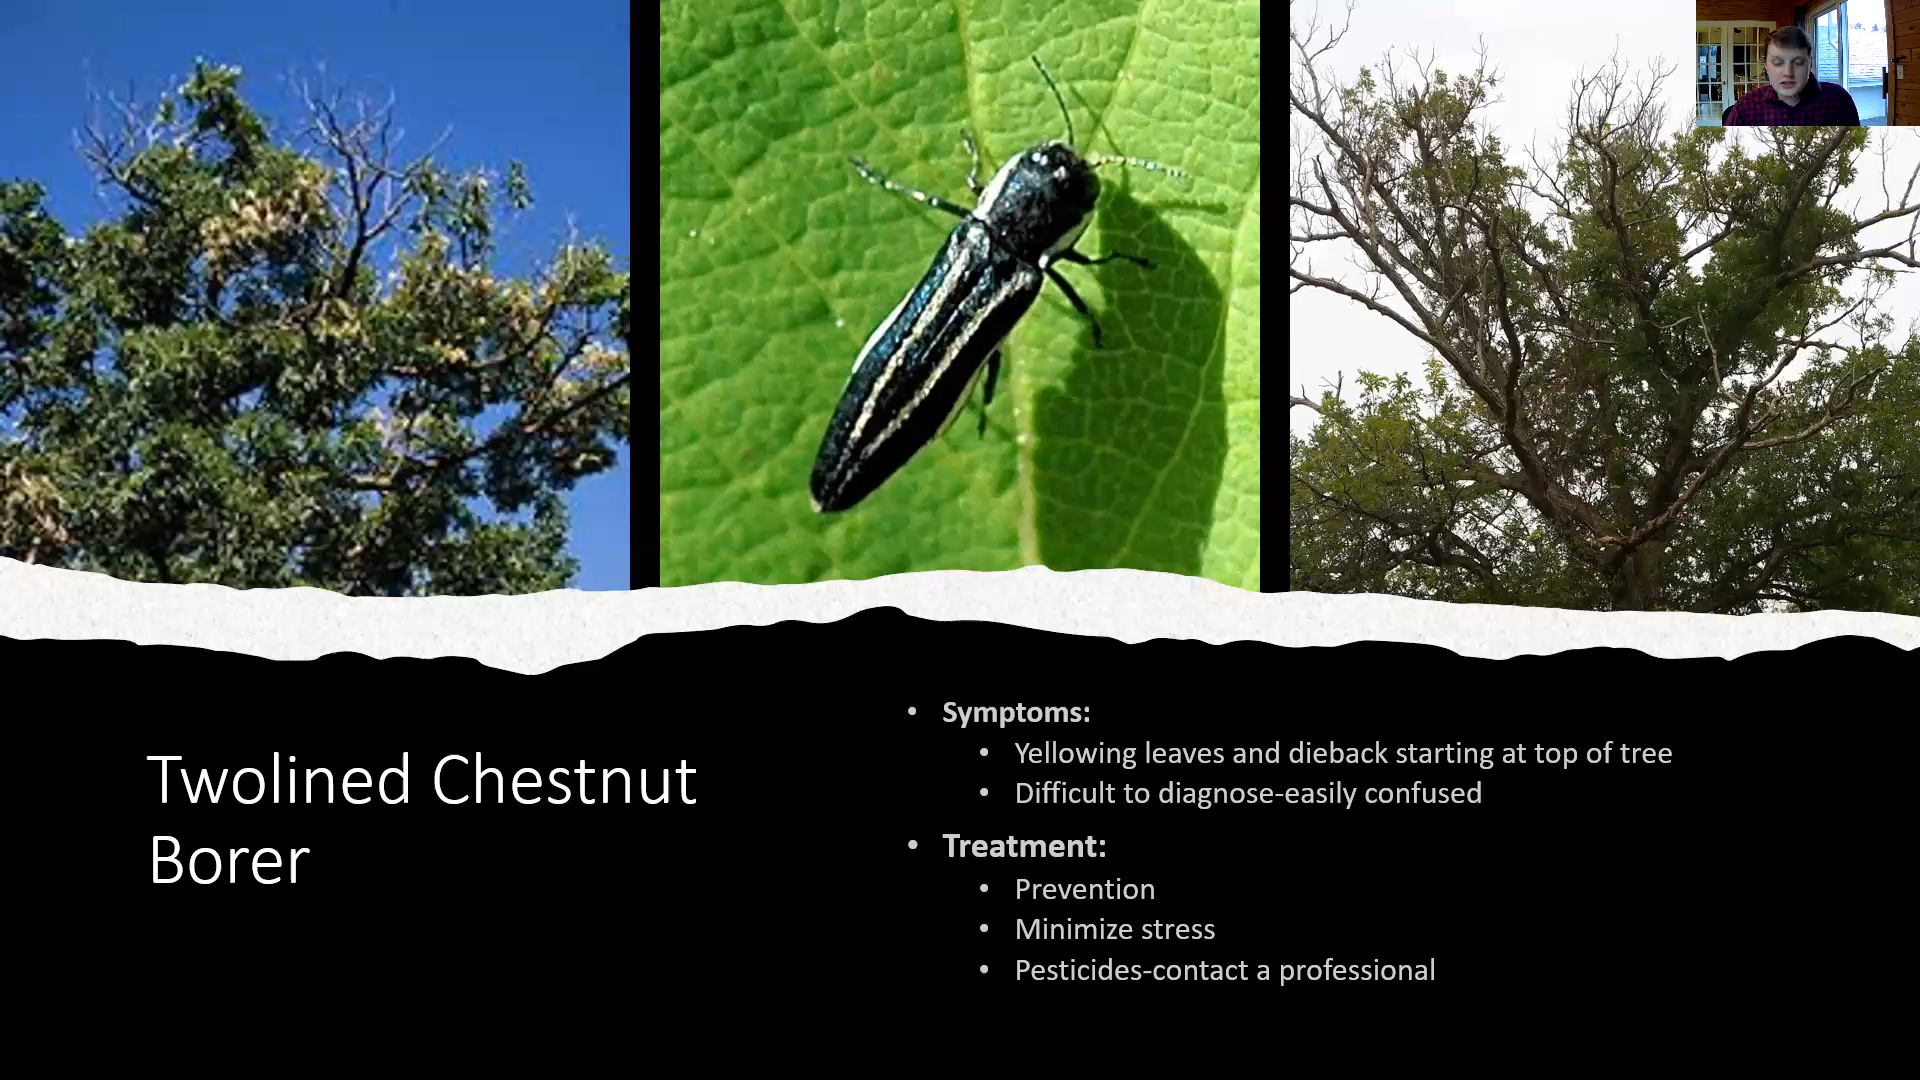 Twolined Chestnut
Borer
• Symptoms:
• Yellowing leaves and dieback starting at top of tree
• Difficult to diagnose-easily confused
• Treatment:
• Prevention
• Minimize stress
• Pesticides-contact a professional